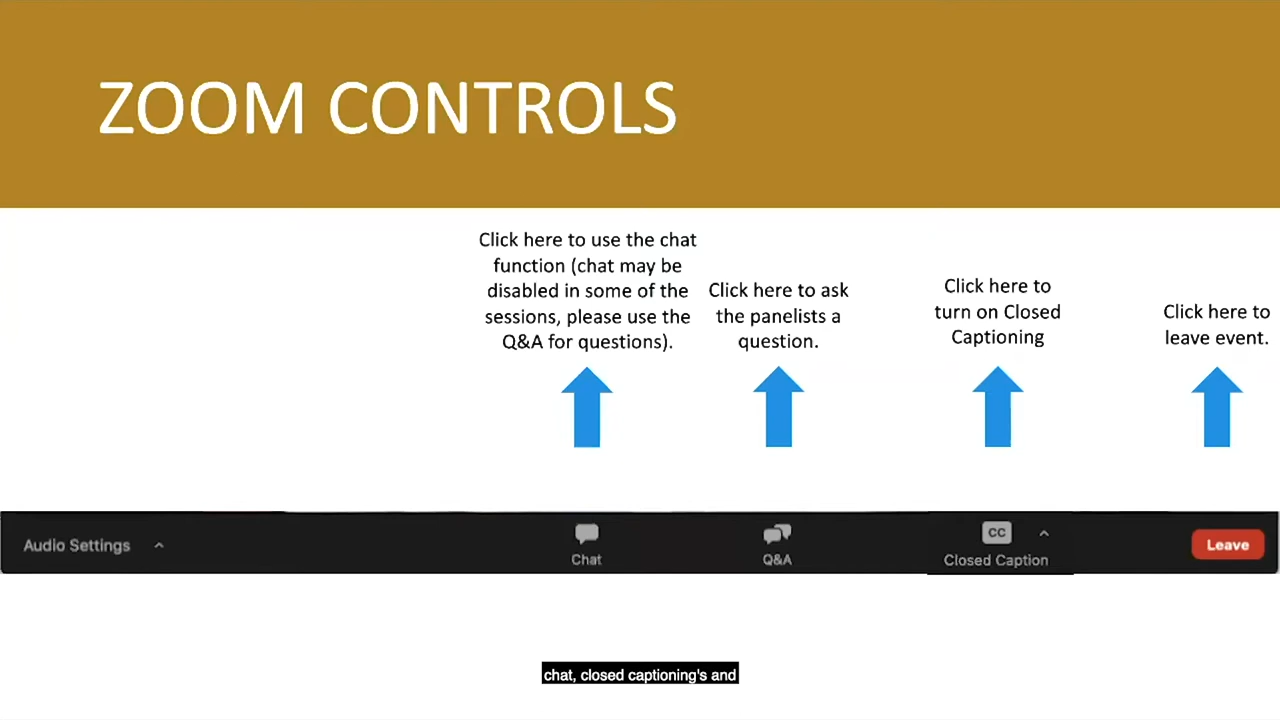 ZOOM CONTROLS
Click here to use the chat
function (chat may be
disabled in some of the
sessions, please use the
Q&A for questions).
Click here to ask
the panelists a
question.
Click here to
turn on Closed
Captioning
Click here to
leave event.
Audio Settings
Chat
Q&A
CC
Closed Caption
Leave
chat, closed captioning's and